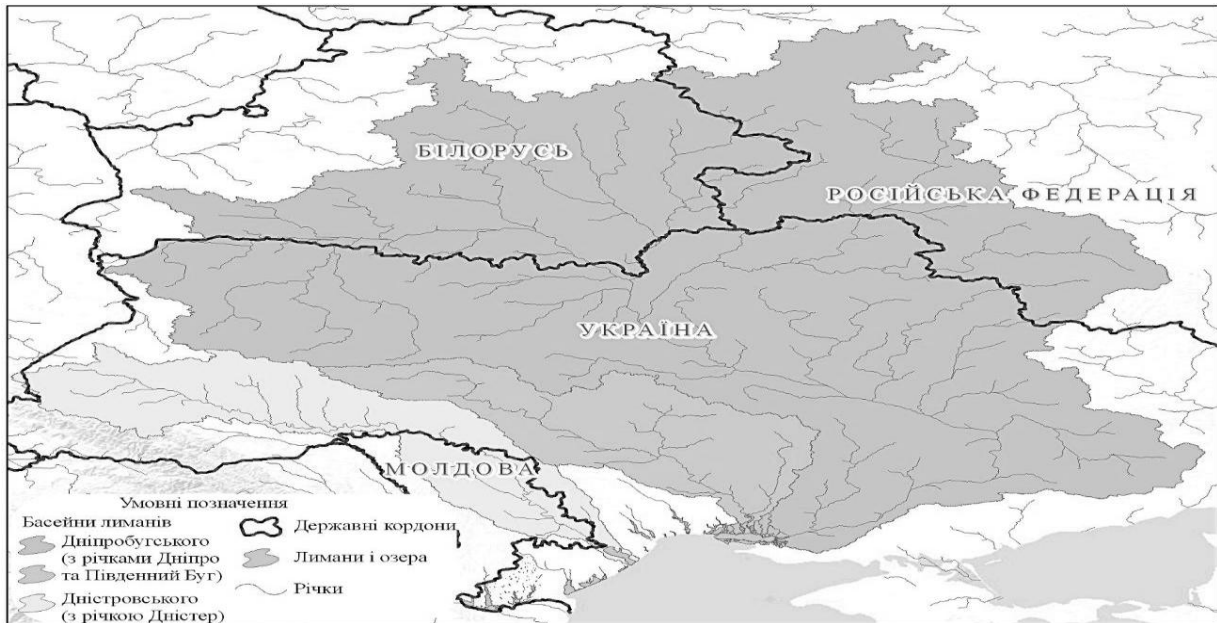 БІЛОРУСЬ
РОСІЙСЬКА ФЕДЕРАЦІЯ
УКРАЇНА
МОЛДОВА
Умовні позначення
Басейни лиманів
Дніпробугського
(з річками Дніпро
та Південний Буг)
Дністровського
(з річкою Дністер)
Державні кордони
Лимани і озера
Річки